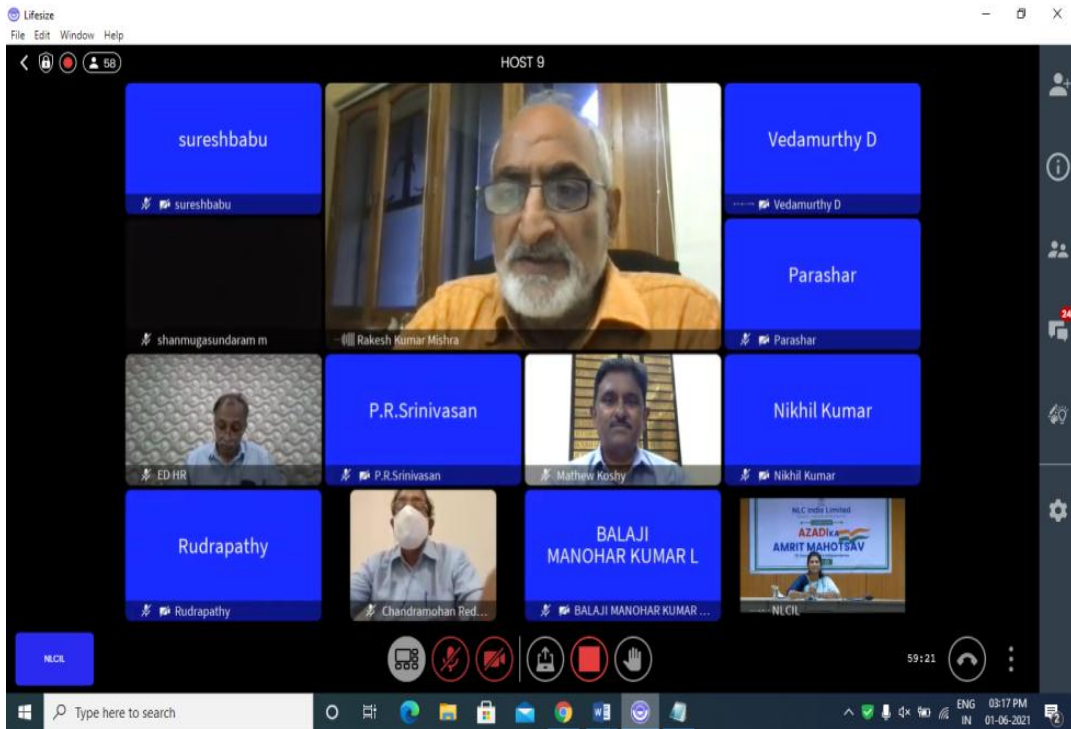 Lifesize
File Edit Window Help
58
HOST 9
sureshbabu
sureshbabu
Vedamurthy D
Vedamurthy D
shanmugasundaram m
Rakesh Kumar Mishra
Parashar
Parashar
24
ED HR
P.R.Srinivasan
P.R.Srinivasan
Mathew Koshy
Nikhil Kumar
Nikhil Kumar
Rudrapathy
Rudrapathy
Chandramohan Red...
BALAJI
MANOHAR KUMAR L
BALAJI MANOHAR KUMAR ...
NLC India Limited
AZADI KA
AMRIT MAHOTSAV
NLCIL
NLCIL
59:21
Type here to search
ENG
IN
03:17 PM
01-06-2021
2